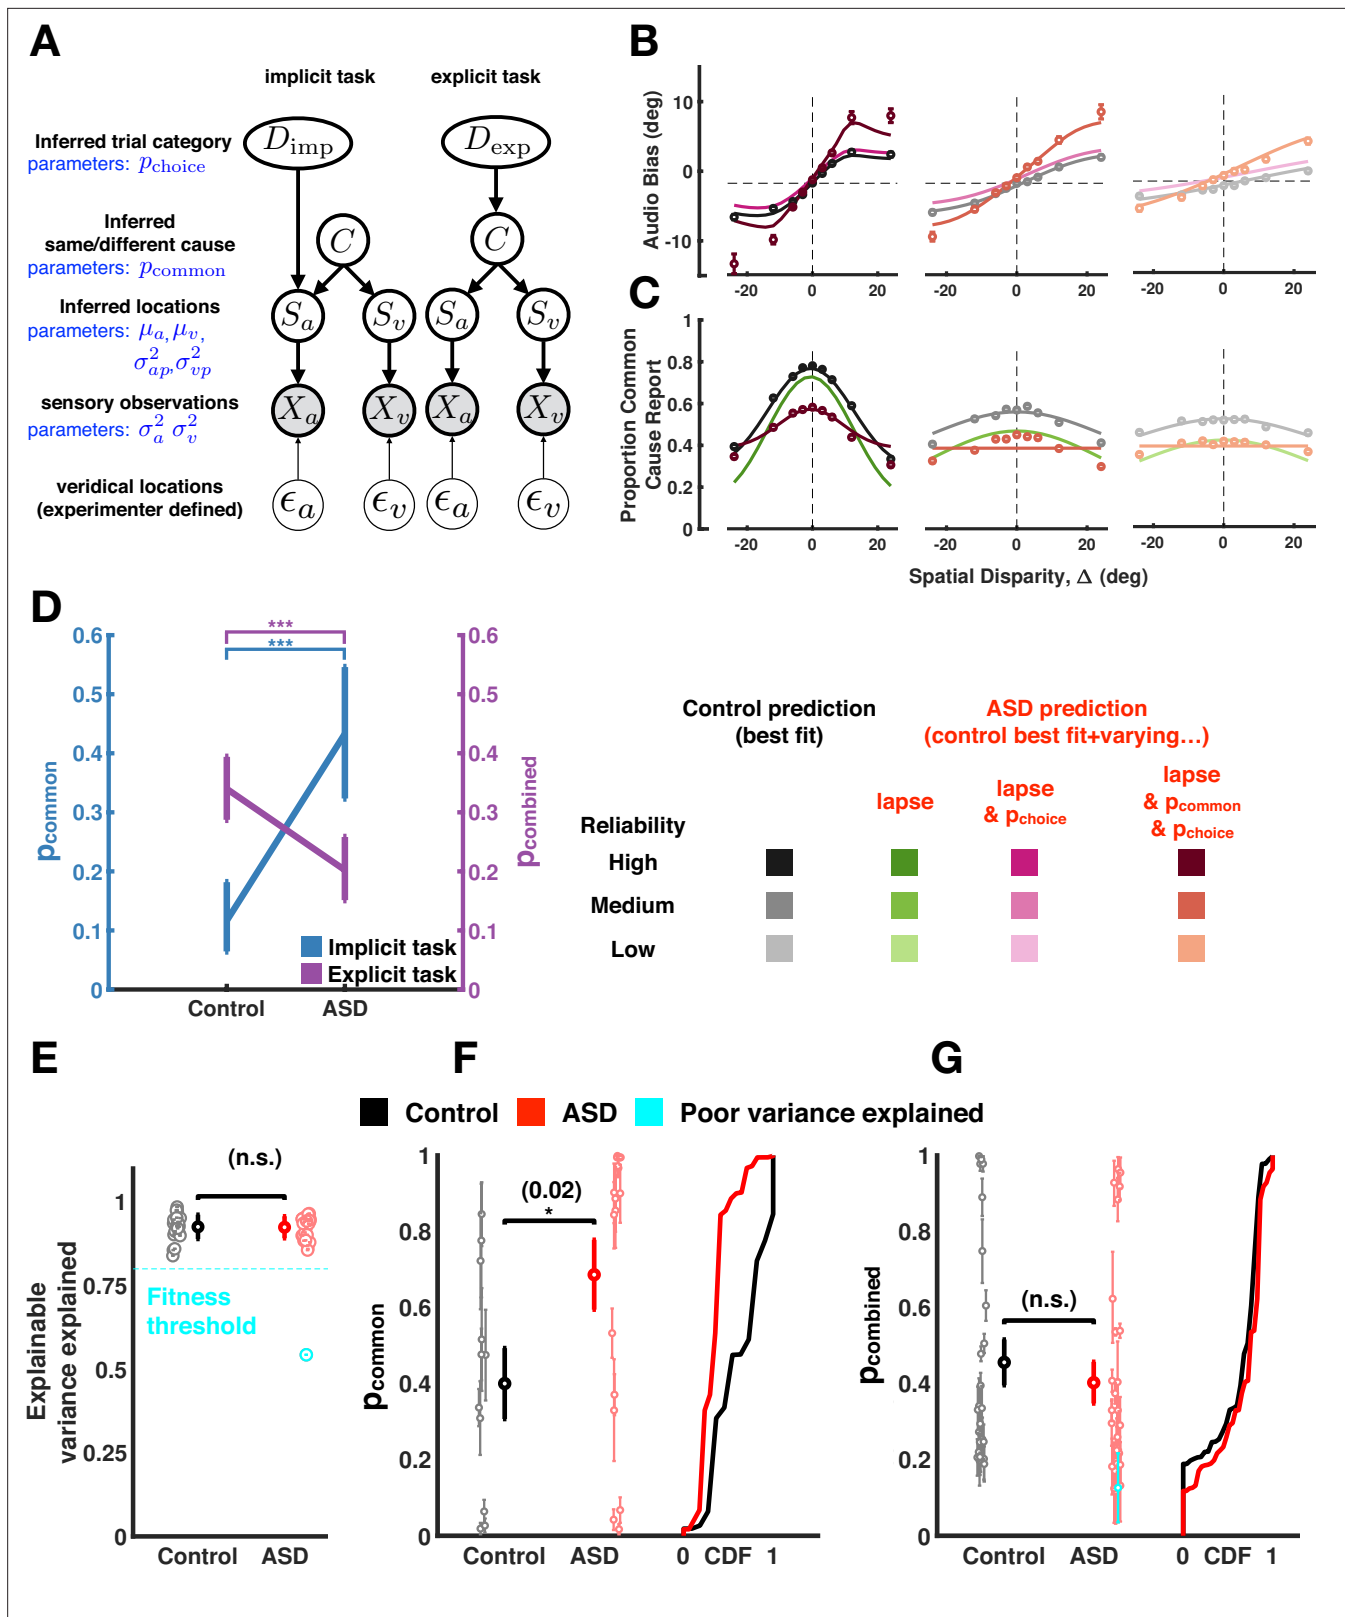 A
implicit task
explicit task
Inferred trial category
parameters: p_choice
D_imp
D_exp
Inferred
same/different cause
parameters: p_common
C
C
Inferred locations
parameters: μ_a, μ_v,
σ²_ap, σ²_vp
S_a
S_v
S_a
S_v
sensory observations
parameters: σ²_a σ²_v
X_a
X_v
X_a
X_v
veridical locations
(experimenter defined)
ϵ_a
ϵ_v
ϵ_a
ϵ_v
B
Audio Bias (deg)
10
0
-10
-20 0 20
-20 0 20
-20 0 20
C
Proportion Common
Cause Report
1
0.8
0.6
0.4
0.2
0
-20 0 20
-20 0 20
-20 0 20
Spatial Disparity, Δ (deg)
D
p_common
0.6
0.5
0.4
0.3
0.2
0.1
0
***
***
0.6
0.5
0.4
0.3
0.2
0.1
0
p_combined
Implicit task
Explicit task
Control
ASD
Control prediction
(best fit)
ASD prediction
(control best fit+varying...)
lapse
lapse
& p_choice
lapse
& p_common
& p_choice
Reliability
High
Medium
Low
E
F
G
Control
ASD
Poor variance explained
Explainable
variance explained
1
0.75
0.5
0.25
0
(n.s.)
Fitness
threshold
Control ASD
p_common
1
0.8
0.6
0.4
0.2
0
(0.02)
*
Control ASD
0 CDF 1
p_combined
1
0.8
0.6
0.4
0.2
0
(n.s.)
Control ASD
0 CDF 1